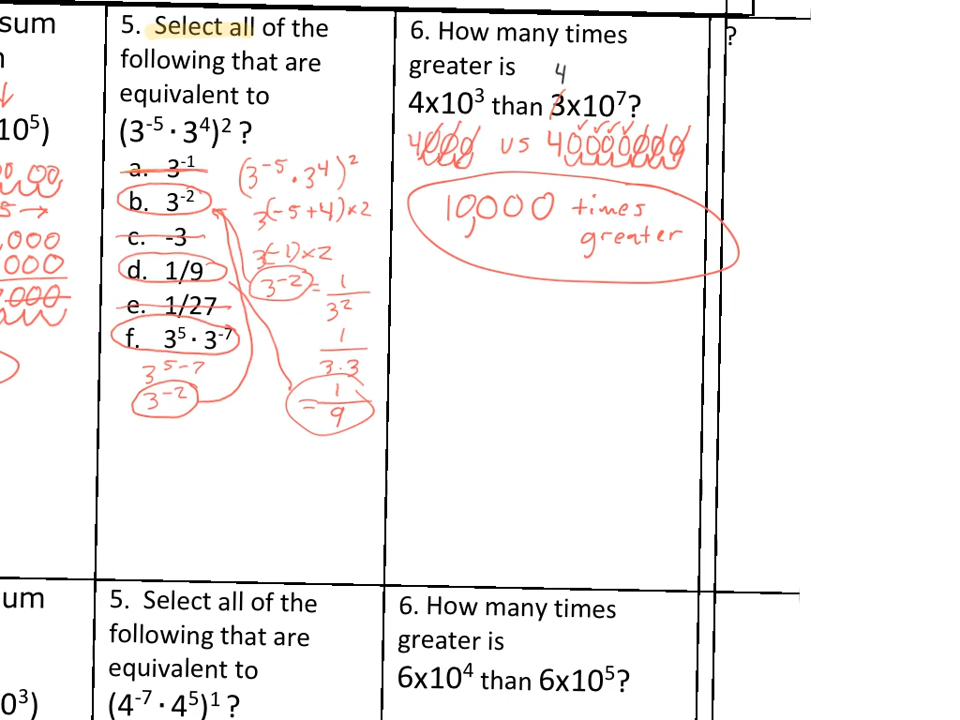 sum
10⁵)
5 →
,000
000
000
um
0³)
5. Select all of the
following that are
equivalent to
(3⁻⁵ · 3⁴)² ?
a. 3⁻¹
b. 3⁻²
c. -3
d. 1/9
e. 1/27
f. 3⁵ · 3⁻⁷
3⁵⁻⁷
3⁻²
(3⁻⁵ · 3⁴)²
3(-5+4)×2
3(-1)×2
3⁻² = 1/3²
1/3·3
= 1/9
6. How many times
greater is 4
4x10³ than 3x10⁷?
4000 vs 40000000
10,000 times
greater
?
5. Select all of the
following that are
equivalent to
(4⁻⁷ · 4⁵)¹ ?
6. How many times
greater is
6x10⁴ than 6x10⁵?